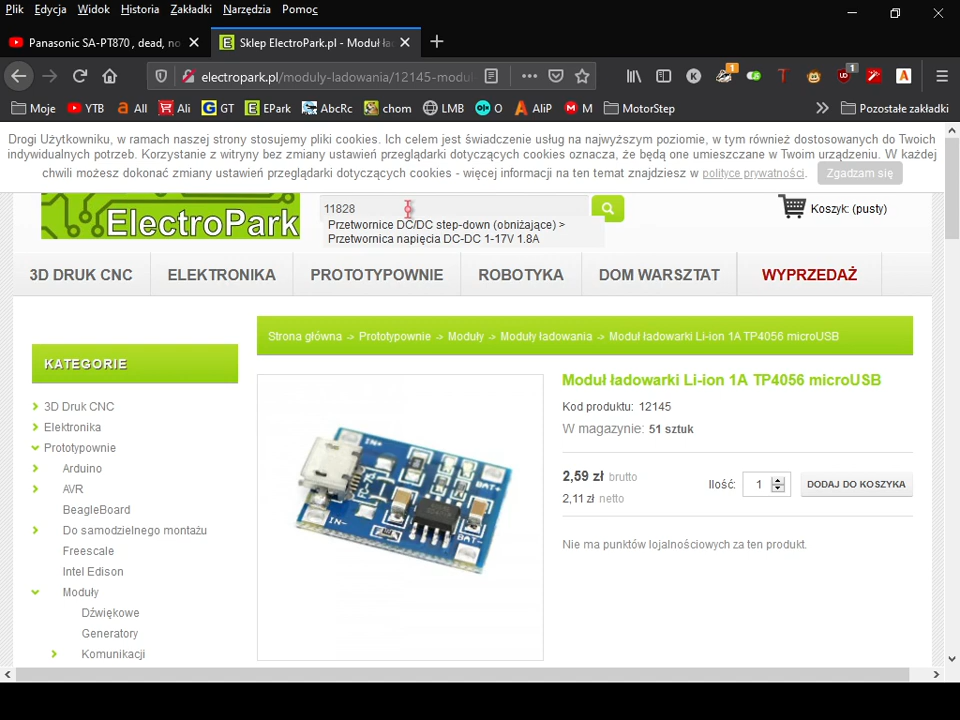 Plik Edycja Widok Historia Zakładki Narzędzia Pomoc
Panasonic SA-PT870 , dead, no
Sklep ElectroPark.pl - Moduł ła
electropark.pl/moduly-ladowania/12145-modu
Moje YTB All Ali GT EPark AbcRc chom LMB O AliP M MotorStep Pozostałe zakładki
Drogi Użytkowniku, w ramach naszej strony stosujemy pliki cookies. Ich celem jest świadczenie usług na najwyższym poziomie, w tym również dostosowanych do Twoich
indywidualnych potrzeb. Korzystanie z witryny bez zmiany ustawień przeglądarki dotyczących cookies oznacza, że będą one umieszczane w Twoim urządzeniu. W każdej
chwili możesz dokonać zmiany ustawień przeglądarki dotyczących cookies - więcej informacji na ten temat znajdziesz w polityce prywatności. Zgadzam się
ElectroPark
11828
Koszyk: (pusty)
Przetwornice DC/DC step-down (obniżające) >
Przetwornica napięcia DC-DC 1-17V 1.8A
3D DRUK CNC ELEKTRONIKA PROTOTYPOWNIE ROBOTYKA DOM WARSZTAT WYPRZEDAŻ
Strona główna -> Prototypownie -> Moduły -> Moduły ładowania -> Moduł ładowarki Li-ion 1A TP4056 microUSB
KATEGORIE
3D Druk CNC
Elektronika
Prototypownie
Arduino
AVR
BeagleBoard
Do samodzielnego montażu
Freescale
Intel Edison
Moduły
Dźwiękowe
Generatory
Komunikacji
IN+
BAT+
IN-
BAT-
Moduł ładowarki Li-ion 1A TP4056 microUSB
Kod produktu: 12145
W magazynie: 51 sztuk
2,59 zł brutto
2,11 zł netto
Ilość: 1 DODAJ DO KOSZYKA
Nie ma punktów lojalnościowych za ten produkt.